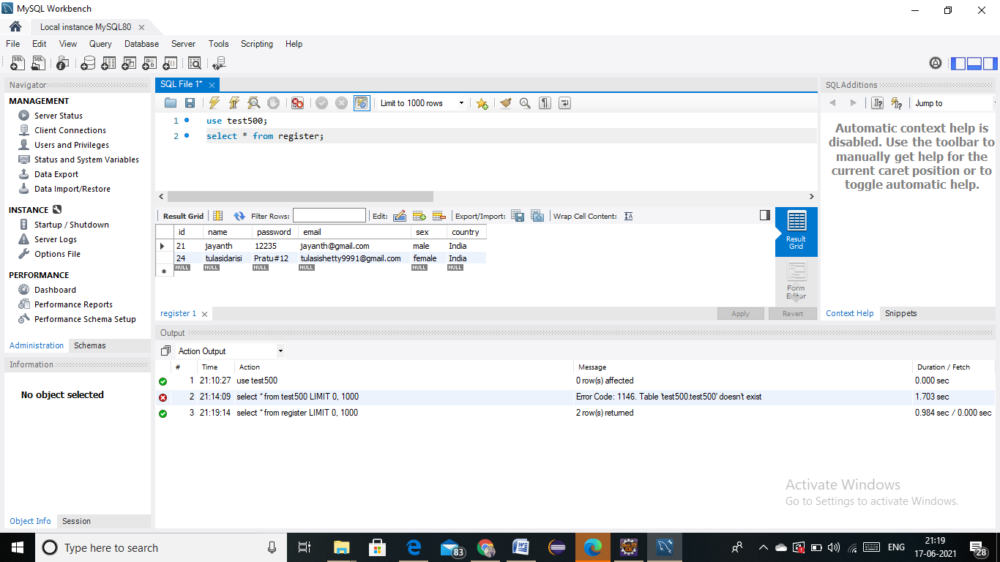 MySQL Workbench
Local instance MySQL80
File Edit View Query Database Server Tools Scripting Help
Navigator
MANAGEMENT
Server Status
Client Connections
Users and Privileges
Status and System Variables
Data Export
Data Import/Restore
INSTANCE
Startup / Shutdown
Server Logs
Options File
PERFORMANCE
Dashboard
Performance Reports
Performance Schema Setup
Administration Schemas
Information
No object selected
Object Info Session
SQL File 1*
Limit to 1000 rows
1 use test500;
2 select * from register;
Result Grid Filter Rows: Edit: Export/Import: Wrap Cell Content:
id name password email sex country
21 jayanth 12235 jayanth@gmail.com male India
24 tulasidarisi Pratu#12 tulasishetty9991@gmail.com female India
NULL NULL NULL NULL NULL NULL
Result Grid
Form Editor
register 1
Apply Revert
SQLAdditions
Jump to
Automatic context help is
disabled. Use the toolbar to
manually get help for the
current caret position or to
toggle automatic help.
Context Help Snippets
Output
Action Output
# Time Action Message Duration / Fetch
1 21:10:27 use test500 0 row(s) affected 0.000 sec
2 21:14:09 select * from test500 LIMIT 0, 1000 Error Code: 1146. Table 'test500.test500' doesn't exist 1.703 sec
3 21:19:14 select * from register LIMIT 0, 1000 2 row(s) returned 0.984 sec / 0.000 sec
Activate Windows
Go to Settings to activate Windows.
Type here to search
83
ENG
21:19
17-06-2021
28